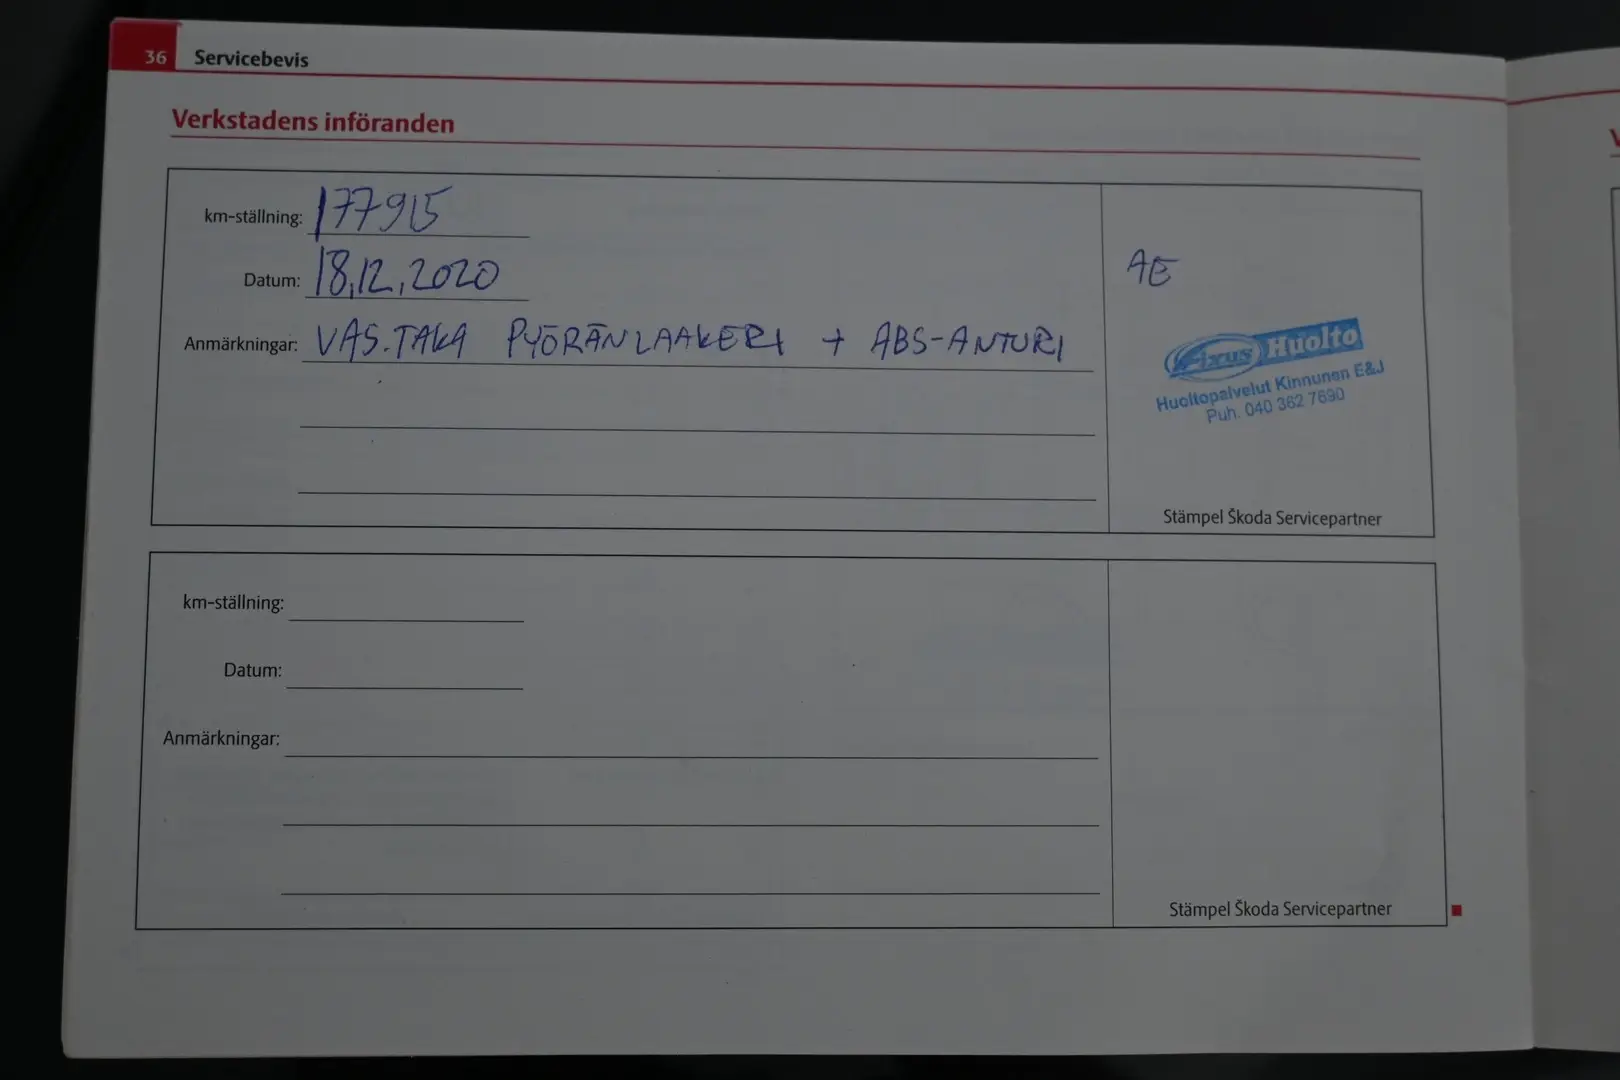 36 Servicebevis
Verkstadens införanden
km-ställning: 177915
Datum: 18.12.2020
Anmärkningar: VAS.TAKA PYÖRÄNLAAKERI + ABS-ANTURI
AE
Fixus Huolto
Huoltopalvelut Kinnunen E&J
Puh. 040 362 7690
Stämpel Škoda Servicepartner
km-ställning:
Datum:
Anmärkningar:
Stämpel Škoda Servicepartner